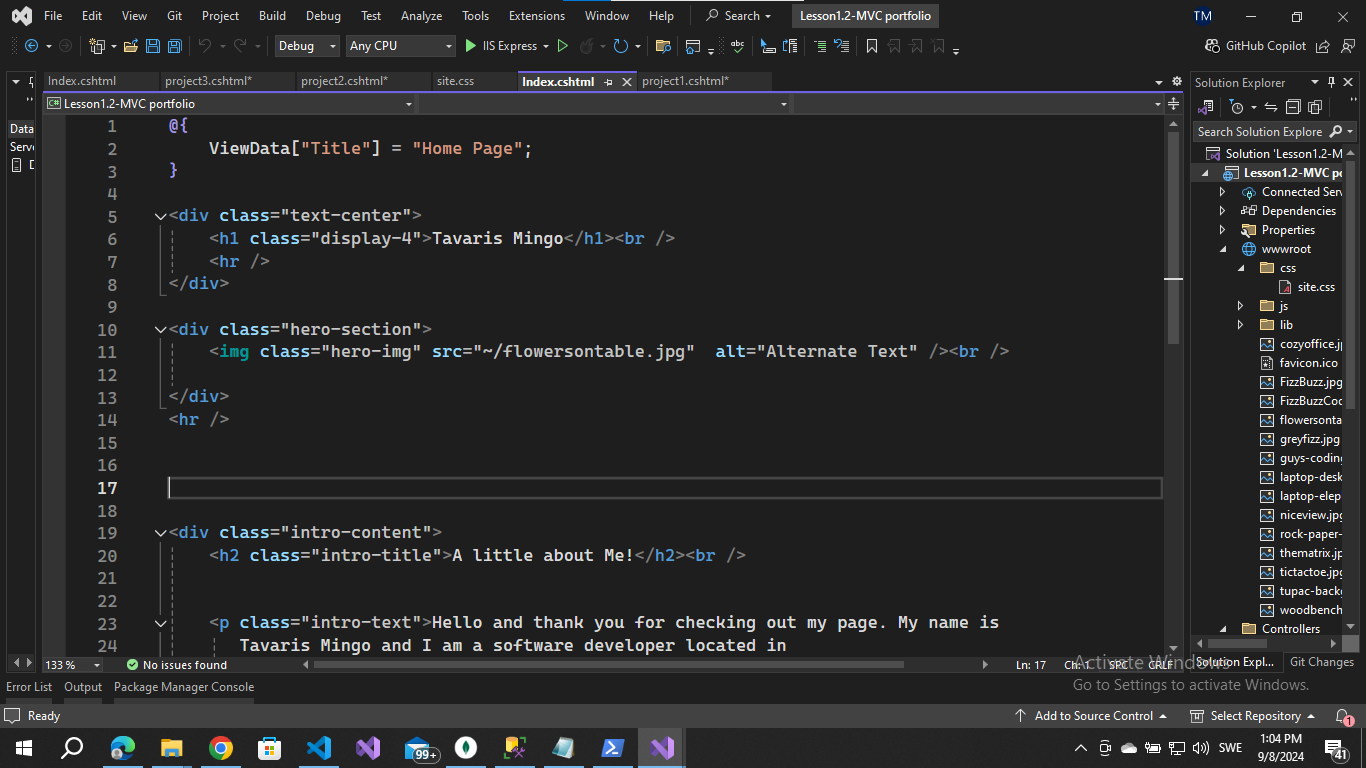 File Edit View Git Project Build Debug Test Analyze Tools Extensions Window Help Search Lesson1.2-MVC portfolio TM
Debug Any CPU IIS Express GitHub Copilot
Index.cshtml project3.cshtml* project2.cshtml* site.css Index.cshtml project1.cshtml*
Lesson1.2-MVC portfolio
Data
Serve
1 @{
2 ViewData["Title"] = "Home Page";
3 }
4
5 <div class="text-center">
6 <h1 class="display-4">Tavaris Mingo</h1><br />
7 <hr />
8 </div>
9
10 <div class="hero-section">
11 <img class="hero-img" src="~/flowersontable.jpg"  alt="Alternate Text" /><br />
12
13 </div>
14 <hr />
15
16
17
18
19 <div class="intro-content">
20 <h2 class="intro-title">A little about Me!</h2><br />
21
22
23 <p class="intro-text">Hello and thank you for checking out my page. My name is
24 Tavaris Mingo and I am a software developer located in
133 % No issues found Ln: 17 Ch: 1 SPC CRLF
Solution Explorer
Search Solution Explore
Solution 'Lesson1.2-M
Lesson1.2-MVC po
Connected Serv
Dependencies
Properties
wwwroot
css
site.css
js
lib
cozyoffice.jp
favicon.ico
FizzBuzz.jpg
FizzBuzzCod
flowersonta
greyfizz.jpg
guys-coding
laptop-desk
laptop-elep
niceview.jpg
rock-paper-
thematrix.jp
tictactoe.jpg
tupac-backg
woodbench
Controllers
Solution Expl... Git Changes
Activate Windows
Go to Settings to activate Windows.
Error List Output Package Manager Console
Ready Add to Source Control Select Repository 1
99+ SWE 1:04 PM
9/8/2024 41